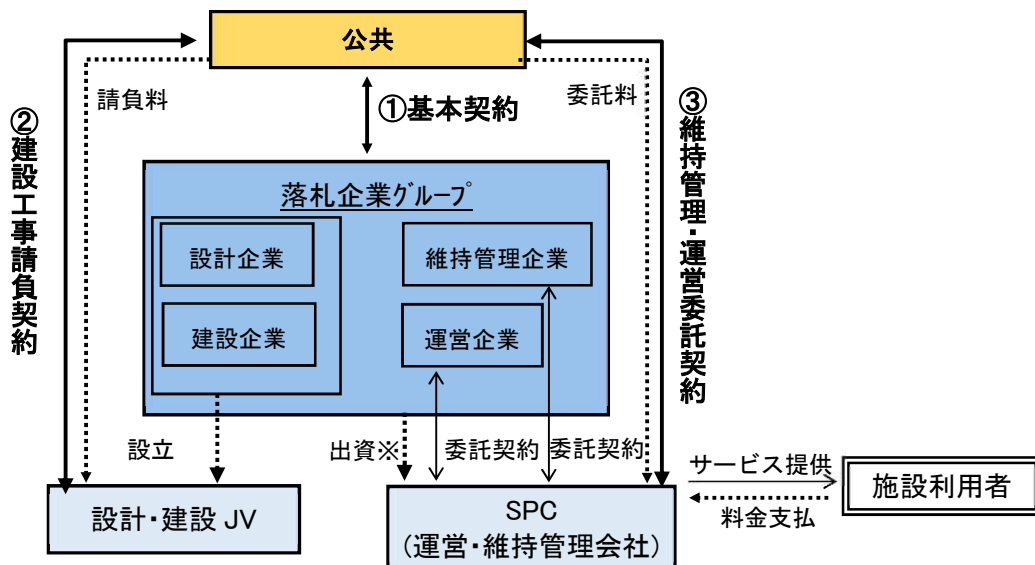 公共
請負料
委託料
①基本契約
②建設工事請負契約
③維持管理・運営委託契約
落札企業グループ
設計企業
維持管理企業
建設企業
運営企業
設立
出資※
委託契約
委託契約
サービス提供
料金支払
施設利用者
設計・建設 JV
SPC
（運営・維持管理会社）